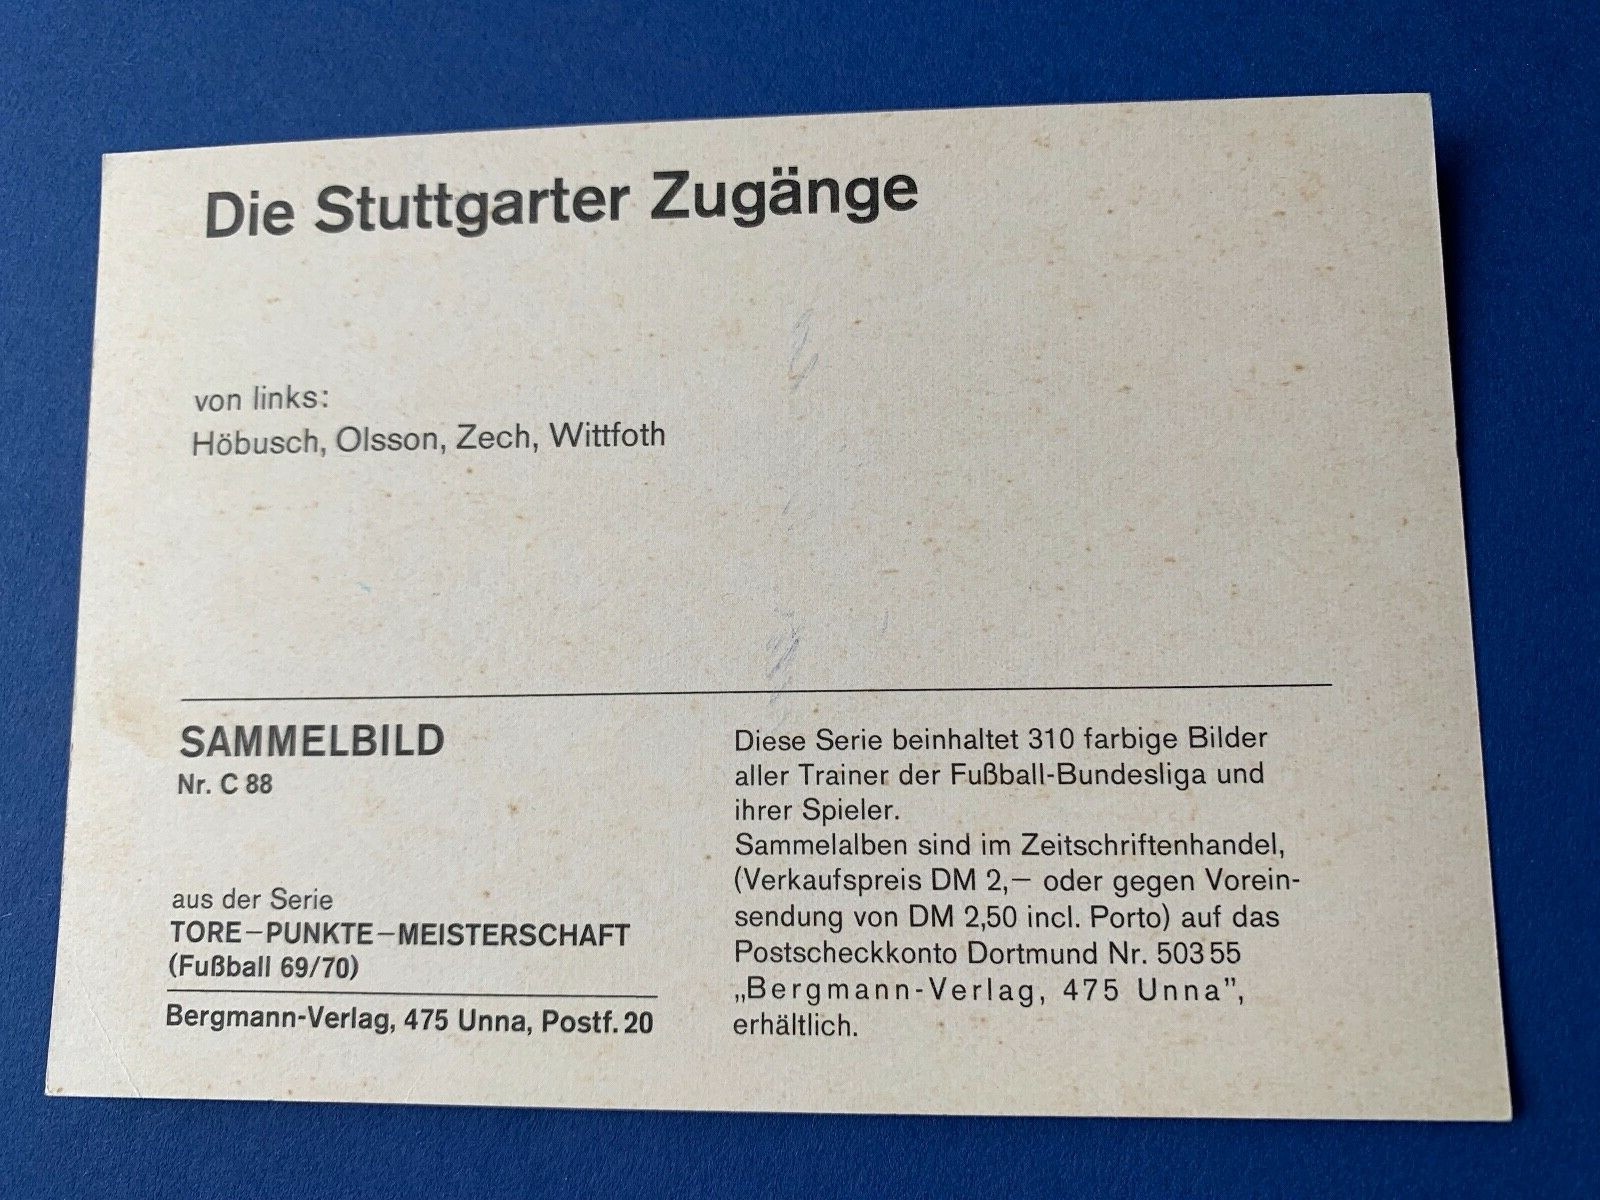 Die Stuttgarter Zugänge
von links:
Höbusch, Olsson, Zech, Wittfoth
SAMMELBILD
Nr. C 88
aus der Serie
TORE–PUNKTE–MEISTERSCHAFT
(Fußball 69/70)
Bergmann-Verlag, 475 Unna, Postf. 20
Diese Serie beinhaltet 310 farbige Bilder
aller Trainer der Fußball-Bundesliga und
ihrer Spieler.
Sammelalben sind im Zeitschriftenhandel,
(Verkaufspreis DM 2,— oder gegen Vorein-
sendung von DM 2,50 incl. Porto) auf das
Postscheckkonto Dortmund Nr. 503 55
„Bergmann-Verlag, 475 Unna”,
erhältlich.